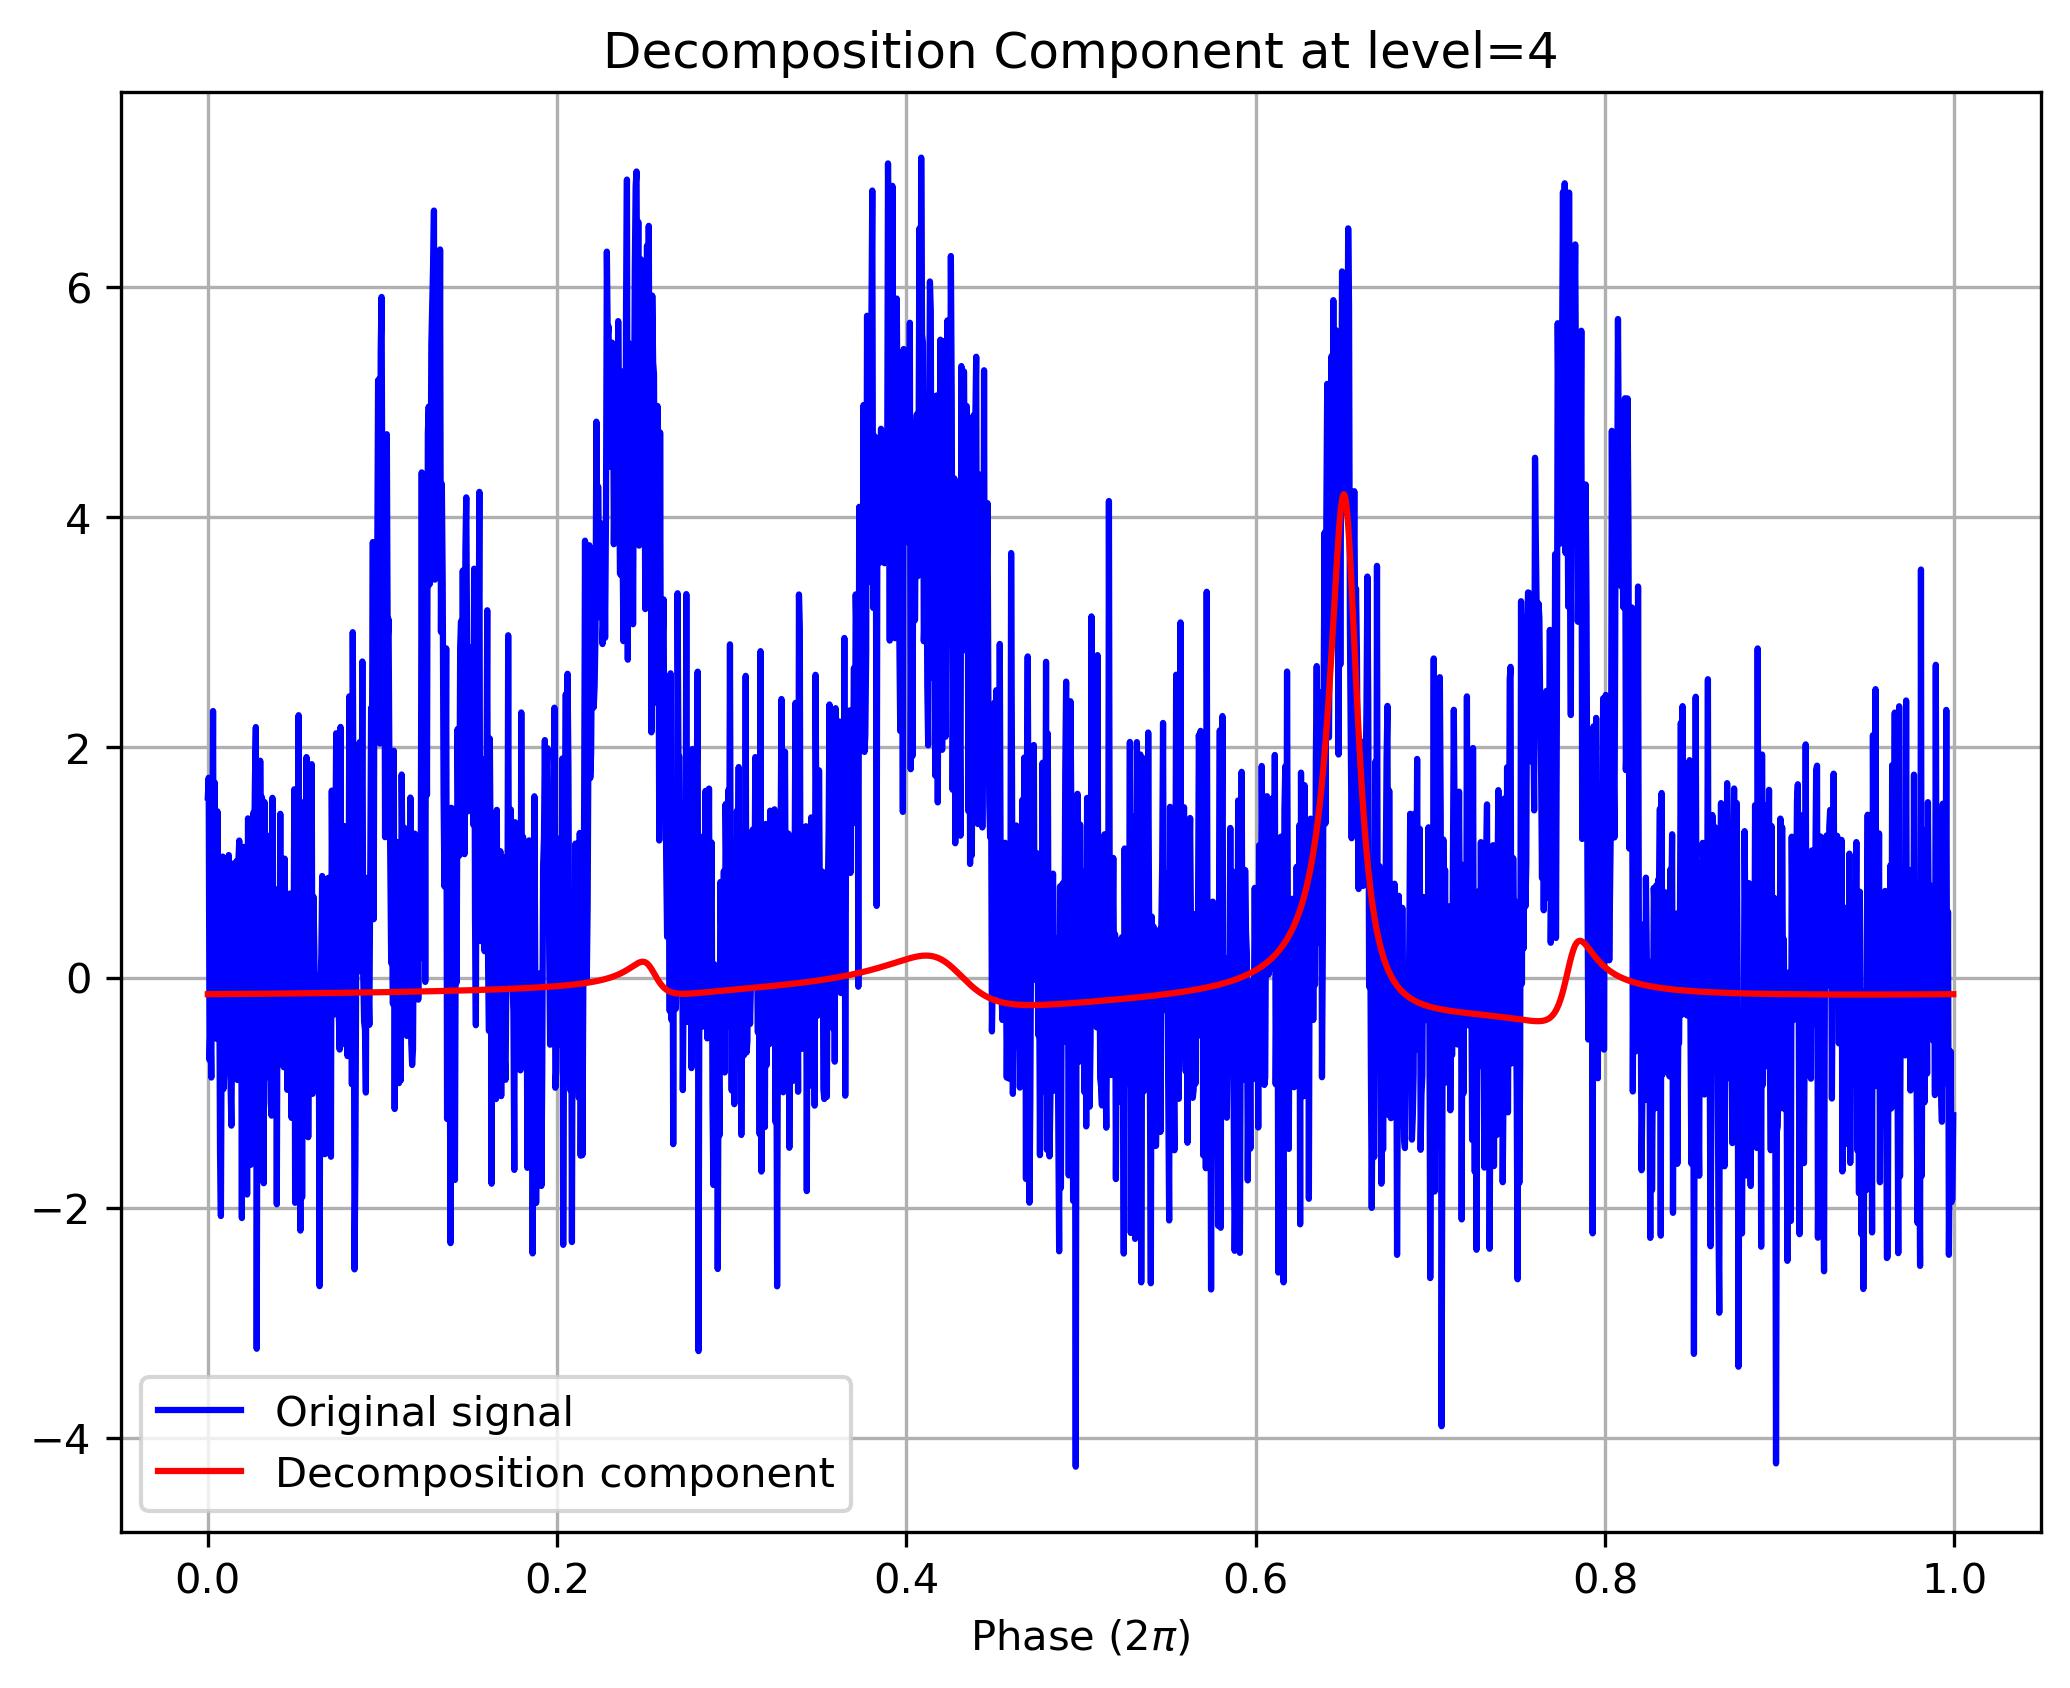 Decomposition Component at level=4
6
4
2
0
−2
−4
Original signal
Decomposition component
0.0 0.2 0.4 0.6 0.8 1.0
Phase (2π)